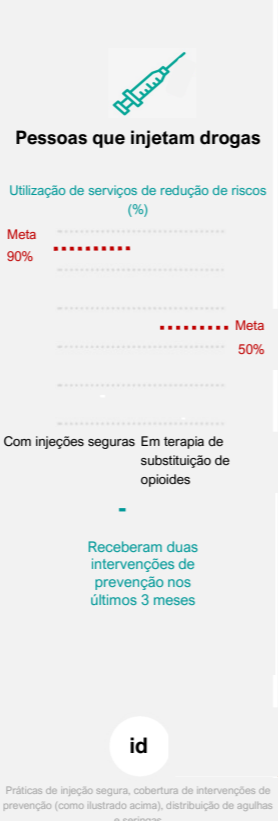 Pessoas que injetam drogas
Utilização de serviços de redução de riscos
(%)
Meta
90%
Meta
50%
Com injeções seguras
Em terapia de
substituição de
opioides
-
Receberam duas
intervenções de
prevenção nos
últimos 3 meses
id
Práticas de injeção segura, cobertura de intervenções de
prevenção (como ilustrado acima), distribuição de agulhas
e seringas